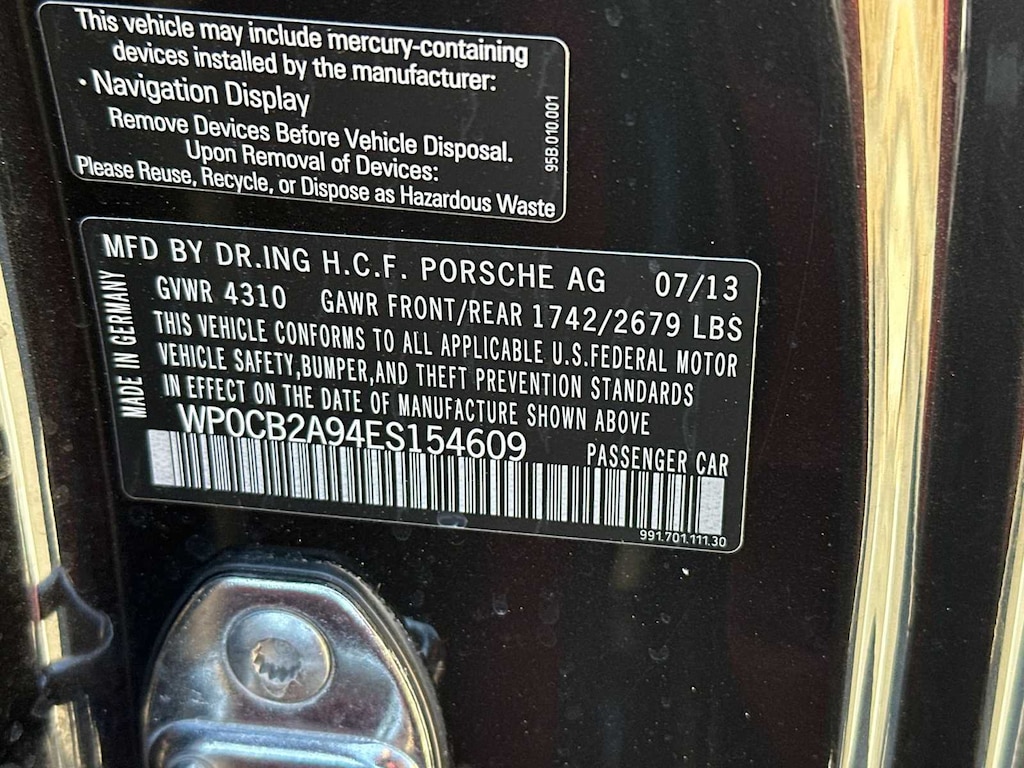 This vehicle may include mercury-containing
devices installed by the manufacturer:
· Navigation Display
Remove Devices Before Vehicle Disposal.
Upon Removal of Devices:
Please Reuse, Recycle, or Dispose as Hazardous Waste
95B.010.001
MFD BY DR.ING H.C.F. PORSCHE AG 07/13
GVWR 4310 GAWR FRONT/REAR 1742/2679 LBS
THIS VEHICLE CONFORMS TO ALL APPLICABLE U.S.FEDERAL MOTOR
VEHICLE SAFETY,BUMPER,AND THEFT PREVENTION STANDARDS
IN EFFECT ON THE DATE OF MANUFACTURE SHOWN ABOVE
MADE IN GERMANY
WP0CB2A94ES154609 PASSENGER CAR
991.701.111.30